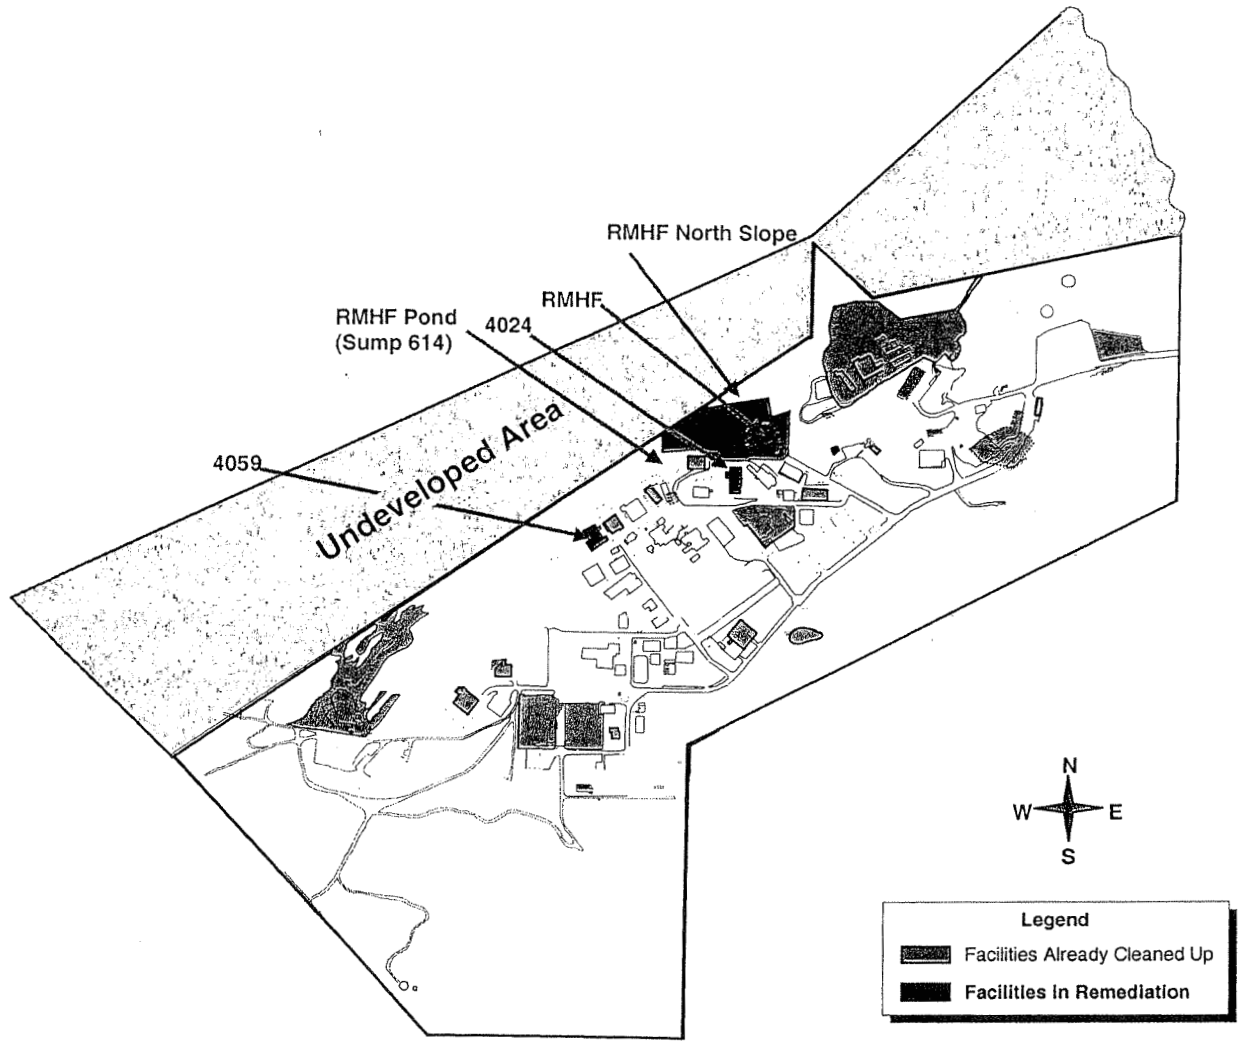 RMHF North Slope
RMHF
RMHF Pond
(Sump 614)
4024
4059
Undeveloped Area
N
W
E
S
Legend
Facilities Already Cleaned Up
Facilities in Remediation